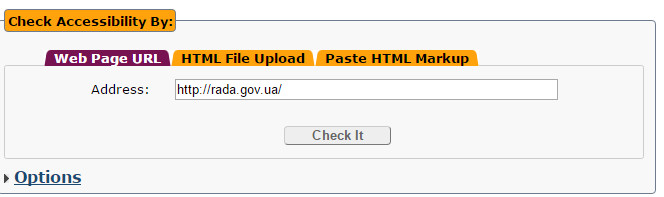 Check Accessibility By:
Web Page URL HTML File Upload Paste HTML Markup
Address: http://rada.gov.ua/
Check It
Options